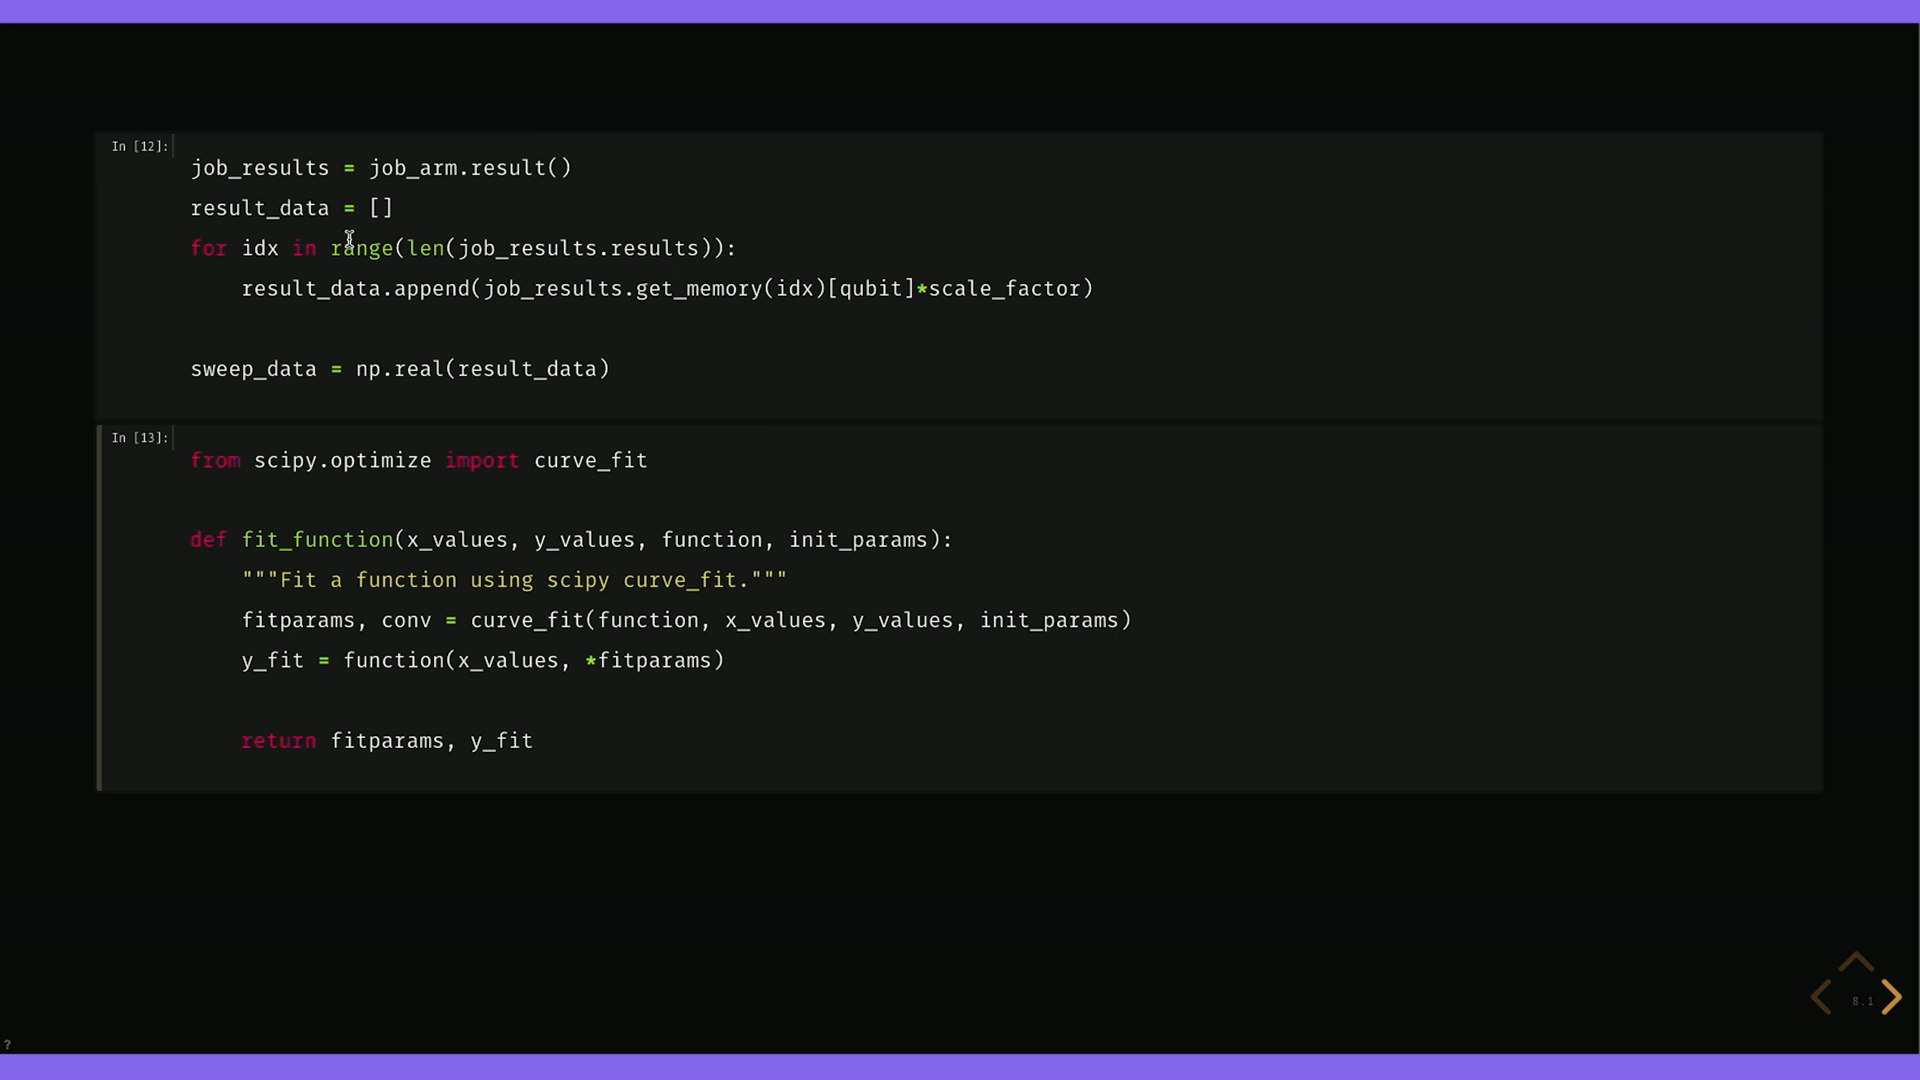 In [12]:
job_results = job_arm.result()
result_data = []
for idx in range(len(job_results.results)):
    result_data.append(job_results.get_memory(idx)[qubit]*scale_factor)
sweep_data = np.real(result_data)
In [13]:
from scipy.optimize import curve_fit
def fit_function(x_values, y_values, function, init_params):
    """Fit a function using scipy curve_fit."""
    fitparams, conv = curve_fit(function, x_values, y_values, init_params)
    y_fit = function(x_values, *fitparams)
    return fitparams, y_fit
8.1
?